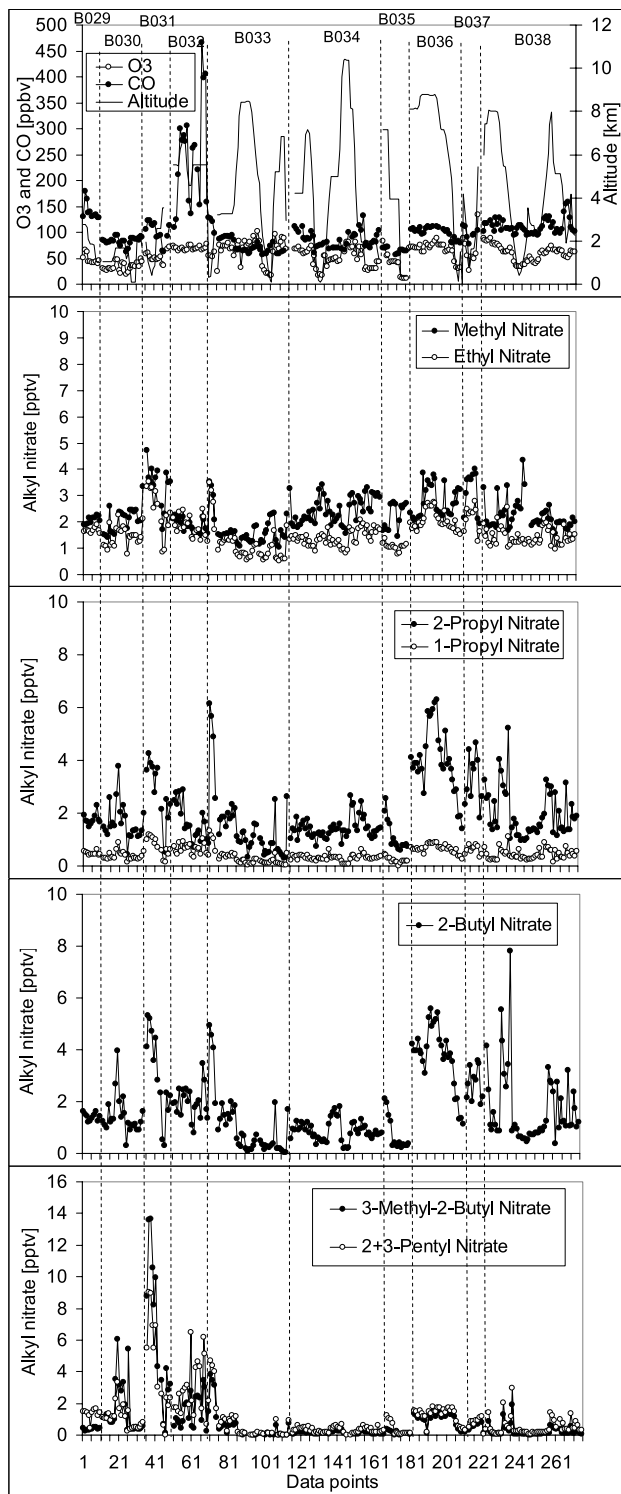 B029
B031
B035
B037
B030
B032
B033
B034
B036
B038
500
450
400
350
300
250
200
150
100
50
0
O3 and CO [ppbv]
O3
CO
Altitude
12
10
8
6
4
2
0
Altitude [km]
10
9
8
7
6
5
4
3
2
1
0
Alkyl nitrate [pptv]
Methyl Nitrate
Ethyl Nitrate
10
8
6
4
2
0
Alkyl nitrate [pptv]
2-Propyl Nitrate
1-Propyl Nitrate
10
8
6
4
2
0
Alkyl nitrate [pptv]
2-Butyl Nitrate
16
14
12
10
8
6
4
2
0
Alkyl nitrate [pptv]
3-Methyl-2-Butyl Nitrate
2+3-Pentyl Nitrate
1 21 41 61 81 101 121 141 161 181 201 221 241 261
Data points